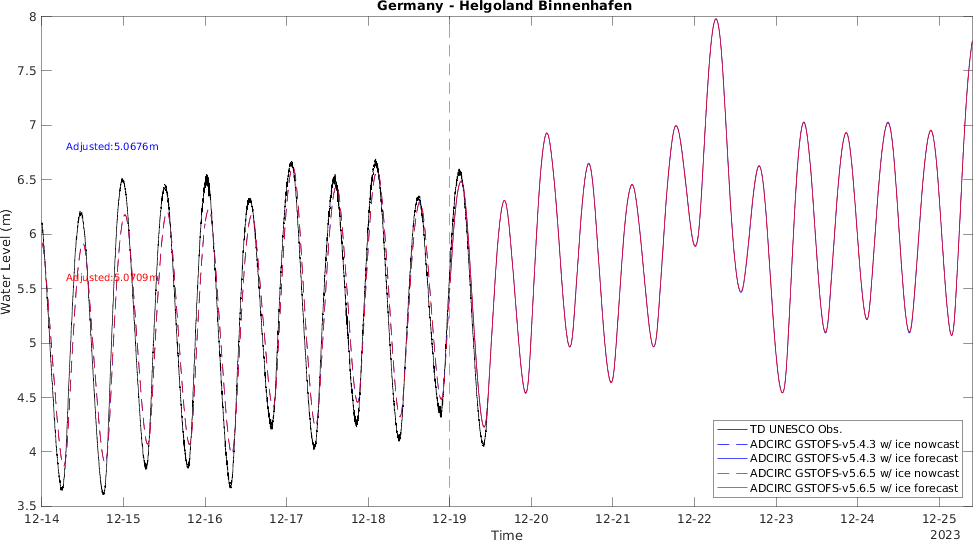 Germany - Helgoland Binnenhafen
8
7.5
7
6.5
6
5.5
5
4.5
4
3.5
Water Level (m)
Adjusted:5.0676m
Adjusted:5.0709m
TD UNESCO Obs.
ADCIRC GSTOFS-v5.4.3 w/ ice nowcast
ADCIRC GSTOFS-v5.4.3 w/ ice forecast
ADCIRC GSTOFS-v5.6.5 w/ ice nowcast
ADCIRC GSTOFS-v5.6.5 w/ ice forecast
12-14 12-15 12-16 12-17 12-18 12-19 12-20 12-21 12-22 12-23 12-24 12-25
Time
2023